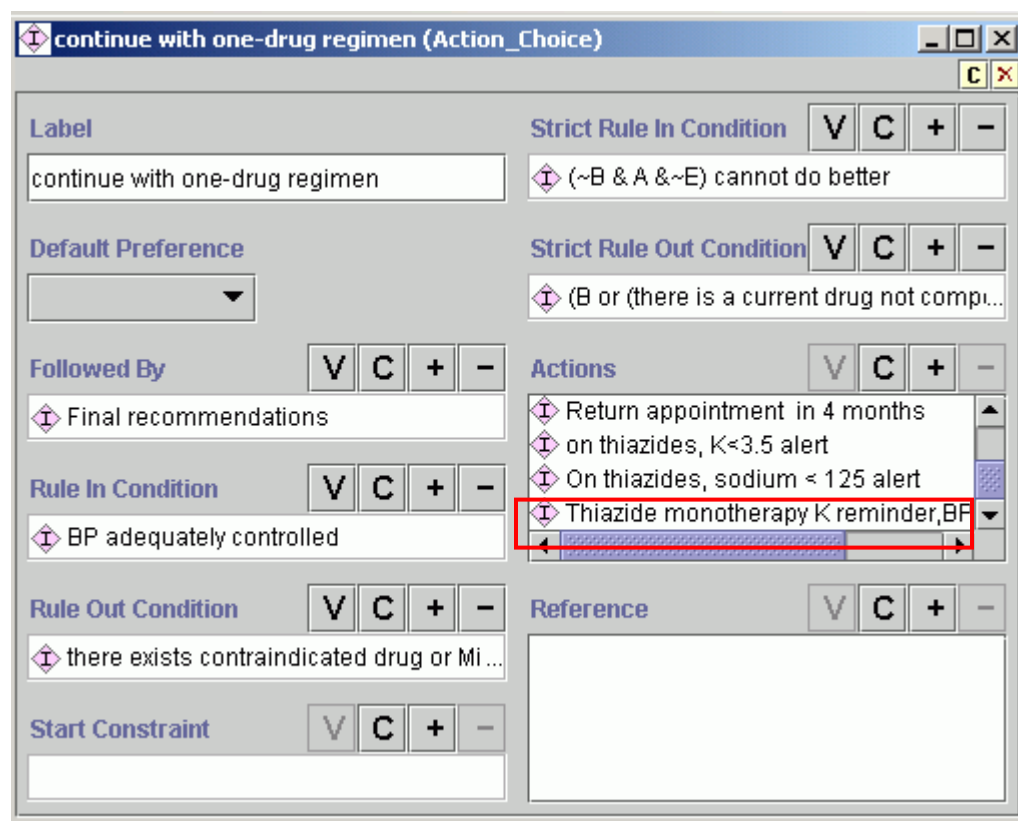 continue with one-drug regimen (Action_Choice)
C
Label
continue with one-drug regimen
Default Preference
Followed By V C + −
Final recommendations
Rule In Condition V C + −
BP adequately controlled
Rule Out Condition V C + −
there exists contraindicated drug or Mi ...
Start Constraint V C + −
Strict Rule In Condition V C + −
(~B & A &~E) cannot do better
Strict Rule Out Condition V C + −
(B or (there is a current drug not compu...
Actions V C + −
Return appointment in 4 months
on thiazides, K<3.5 alert
On thiazides, sodium < 125 alert
Thiazide monotherapy K reminder,BP
Reference V C + −